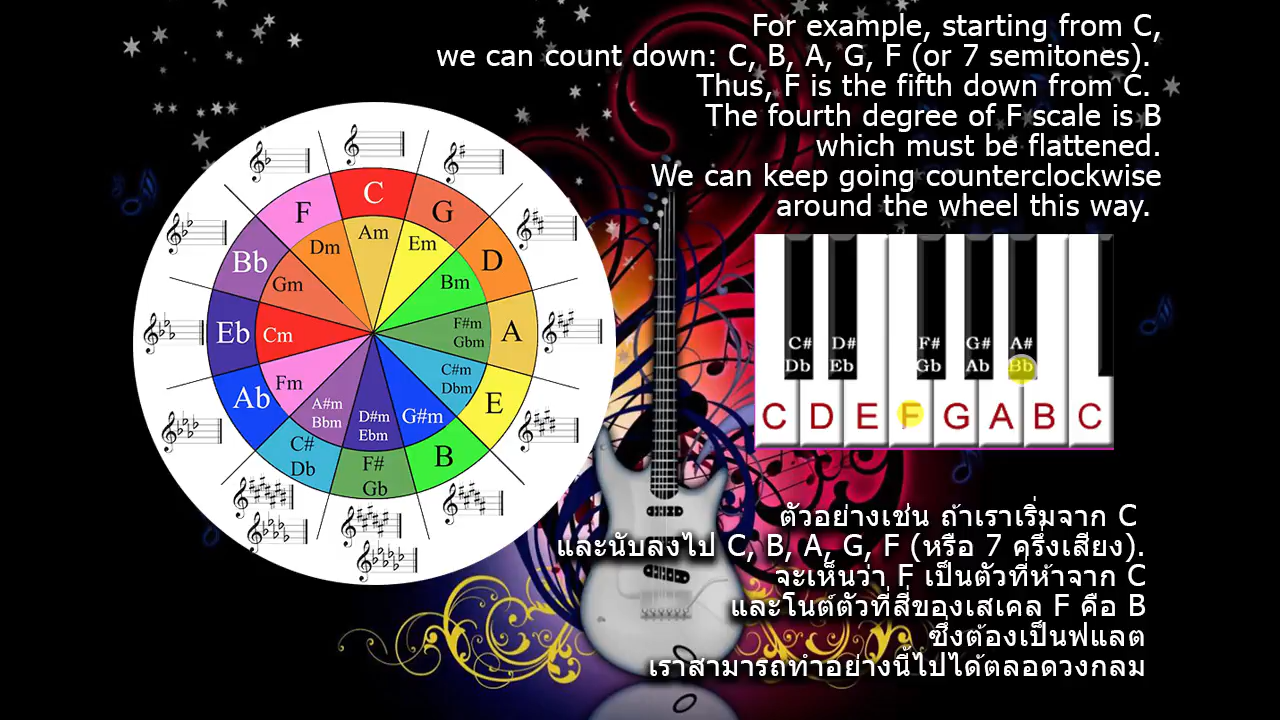 For example, starting from C,
we can count down: C, B, A, G, F (or 7 semitones).
Thus, F is the fifth down from C.
The fourth degree of F scale is B
which must be flattened.
We can keep going counterclockwise
around the wheel this way.
C
G
D
A
E
B
F#
Gb
C#
Db
Ab
Eb
Bb
F
Am
Em
Bm
F#m
Gbm
C#m
Dbm
G#m
D#m
Ebm
A#m
Bbm
Fm
Cm
Gm
Dm
C# D# F# G# A#
Db Eb Gb Ab Bb
C D E F G A B C
ตัวอย่างเช่น ถ้าเราเริ่มจาก C
และนับลงไป C, B, A, G, F (หรือ 7 ครึ่งเสียง).
จะเห็นว่า F เป็นตัวที่ห้าจาก C
และโนต์ตัวที่สี่ของเสเคล F คือ B
ซึ่งต้องเป็นฟแลต
เราสามารถทำอย่างนี้ไปได้ตลอดวงกลม